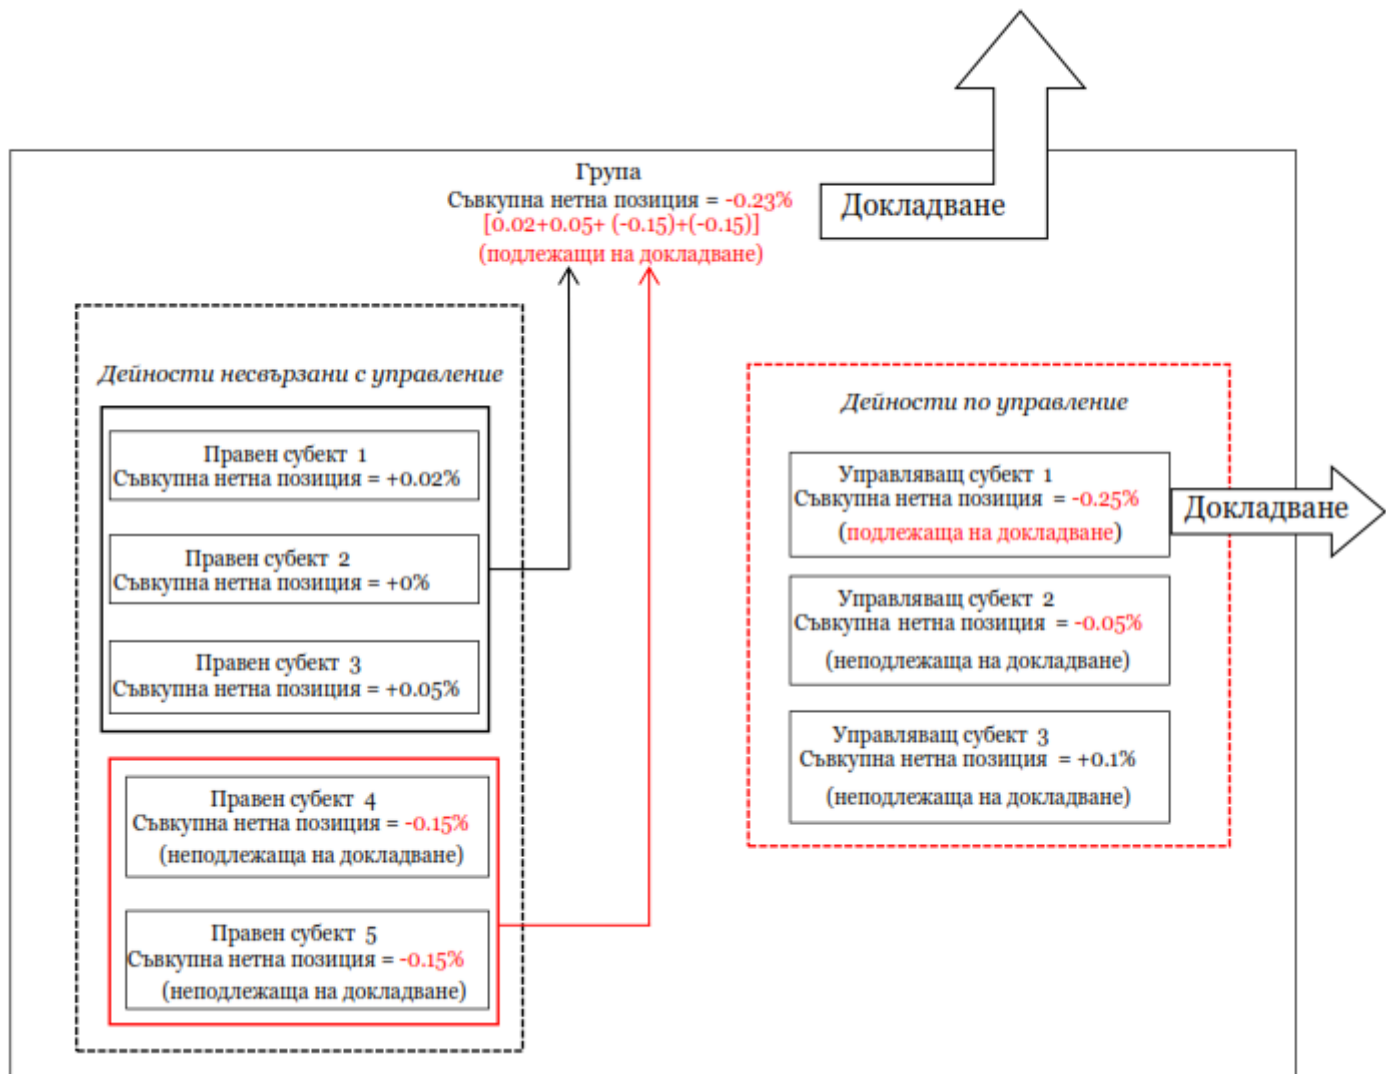 Група
Съвкупна нетна позиция = -0.23%
[0.02+0.05+ (-0.15)+(-0.15)]
(подлежащи на докладване)
Докладване
Дейности несвързани с управление
Правен субект 1
Съвкупна нетна позиция = +0.02%
Правен субект 2
Съвкупна нетна позиция = +0%
Правен субект 3
Съвкупна нетна позиция = +0.05%
Правен субект 4
Съвкупна нетна позиция = -0.15%
(неподлежаща на докладване)
Правен субект 5
Съвкупна нетна позиция = -0.15%
(неподлежаща на докладване)
Дейности по управление
Управляващ субект 1
Съвкупна нетна позиция = -0.25%
(подлежаща на докладване)
Докладване
Управляващ субект 2
Съвкупна нетна позиция = -0.05%
(неподлежаща на докладване)
Управляващ субект 3
Съвкупна нетна позиция = +0.1%
(неподлежаща на докладване)